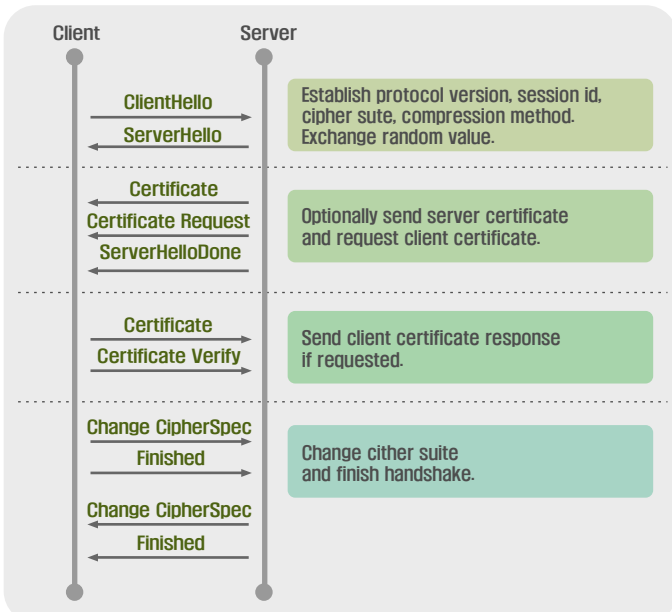 Client
Server
ClientHello
ServerHello
Establish protocol version, session id,
cipher sute, compression method.
Exchange random value.
Certificate
Certificate Request
ServerHelloDone
Optionally send server certificate
and request client certificate.
Certificate
Certificate Verify
Send client certificate response
if requested.
Change CipherSpec
Finished
Change cither suite
and finish handshake.
Change CipherSpec
Finished